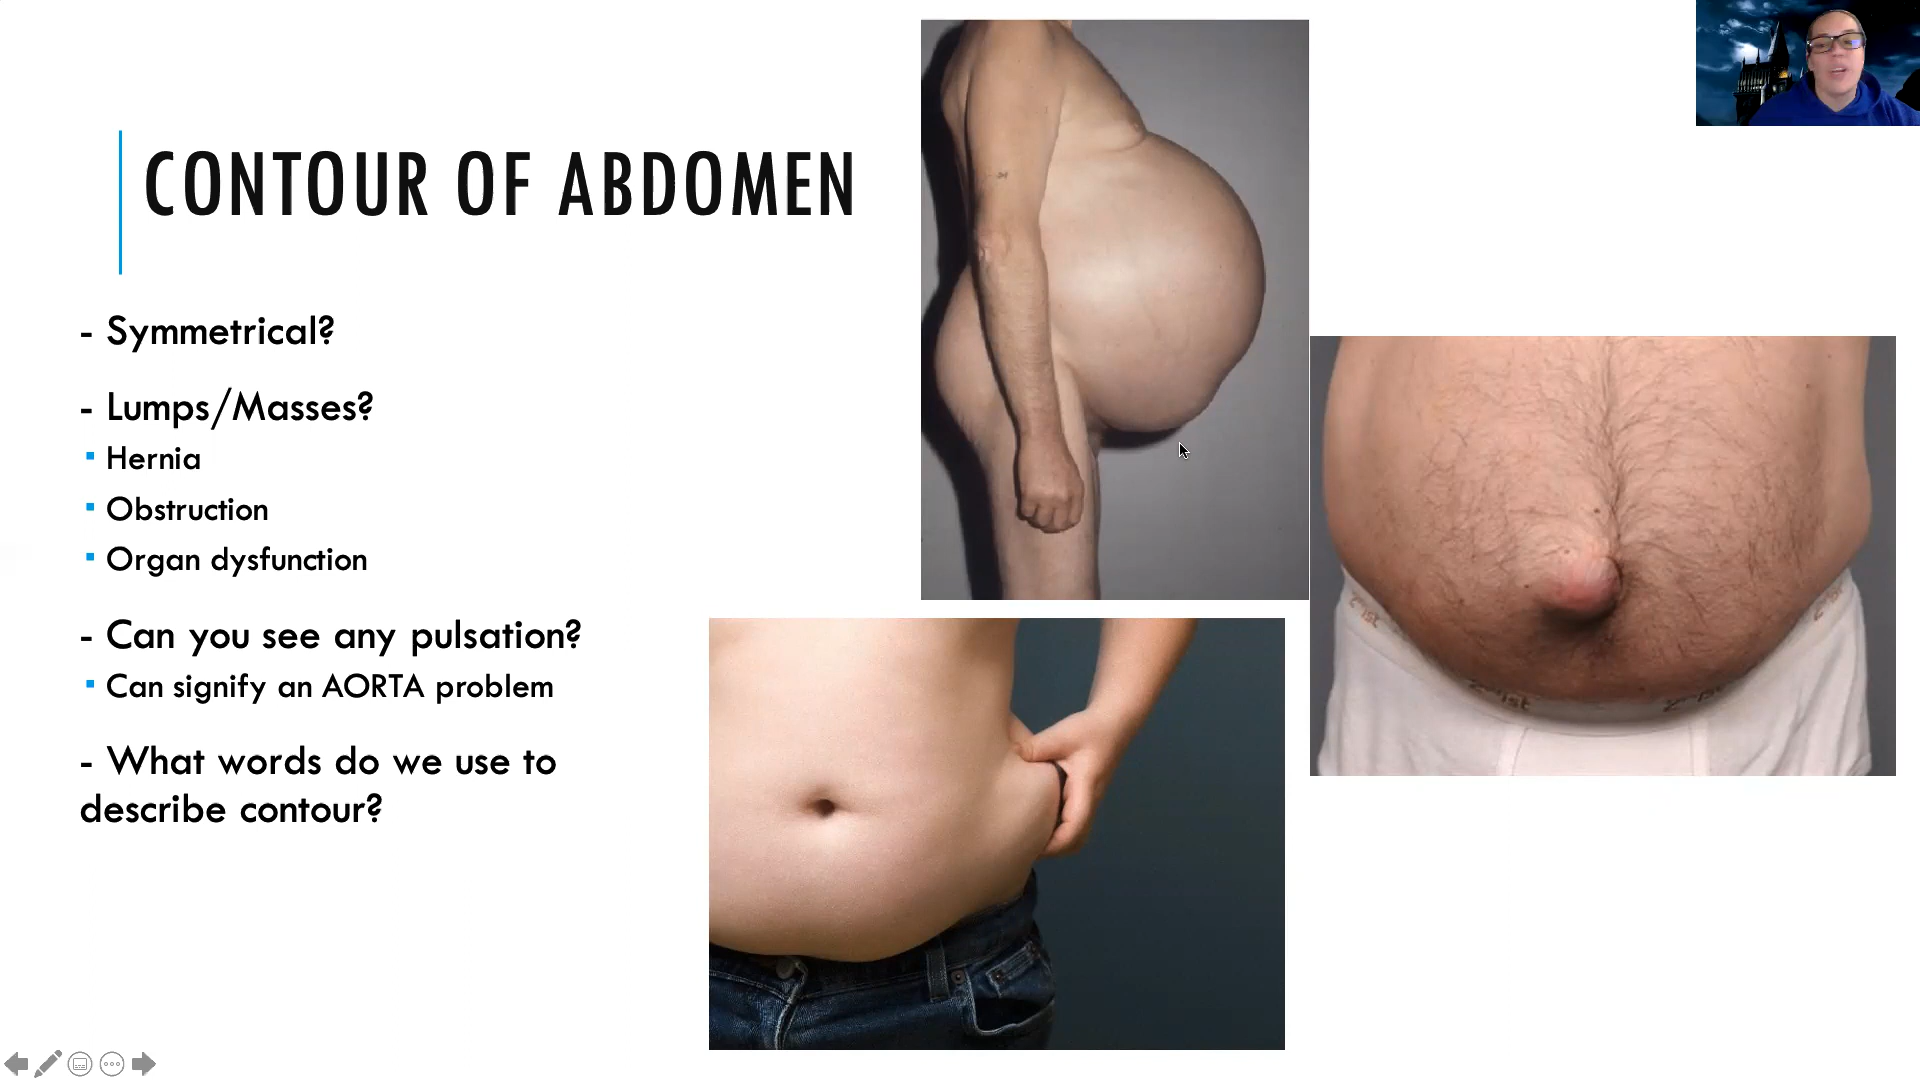 CONTOUR OF ABDOMEN
- Symmetrical?
- Lumps/Masses?
▪ Hernia
▪ Obstruction
▪ Organ dysfunction
- Can you see any pulsation?
▪ Can signify an AORTA problem
- What words do we use to
describe contour?